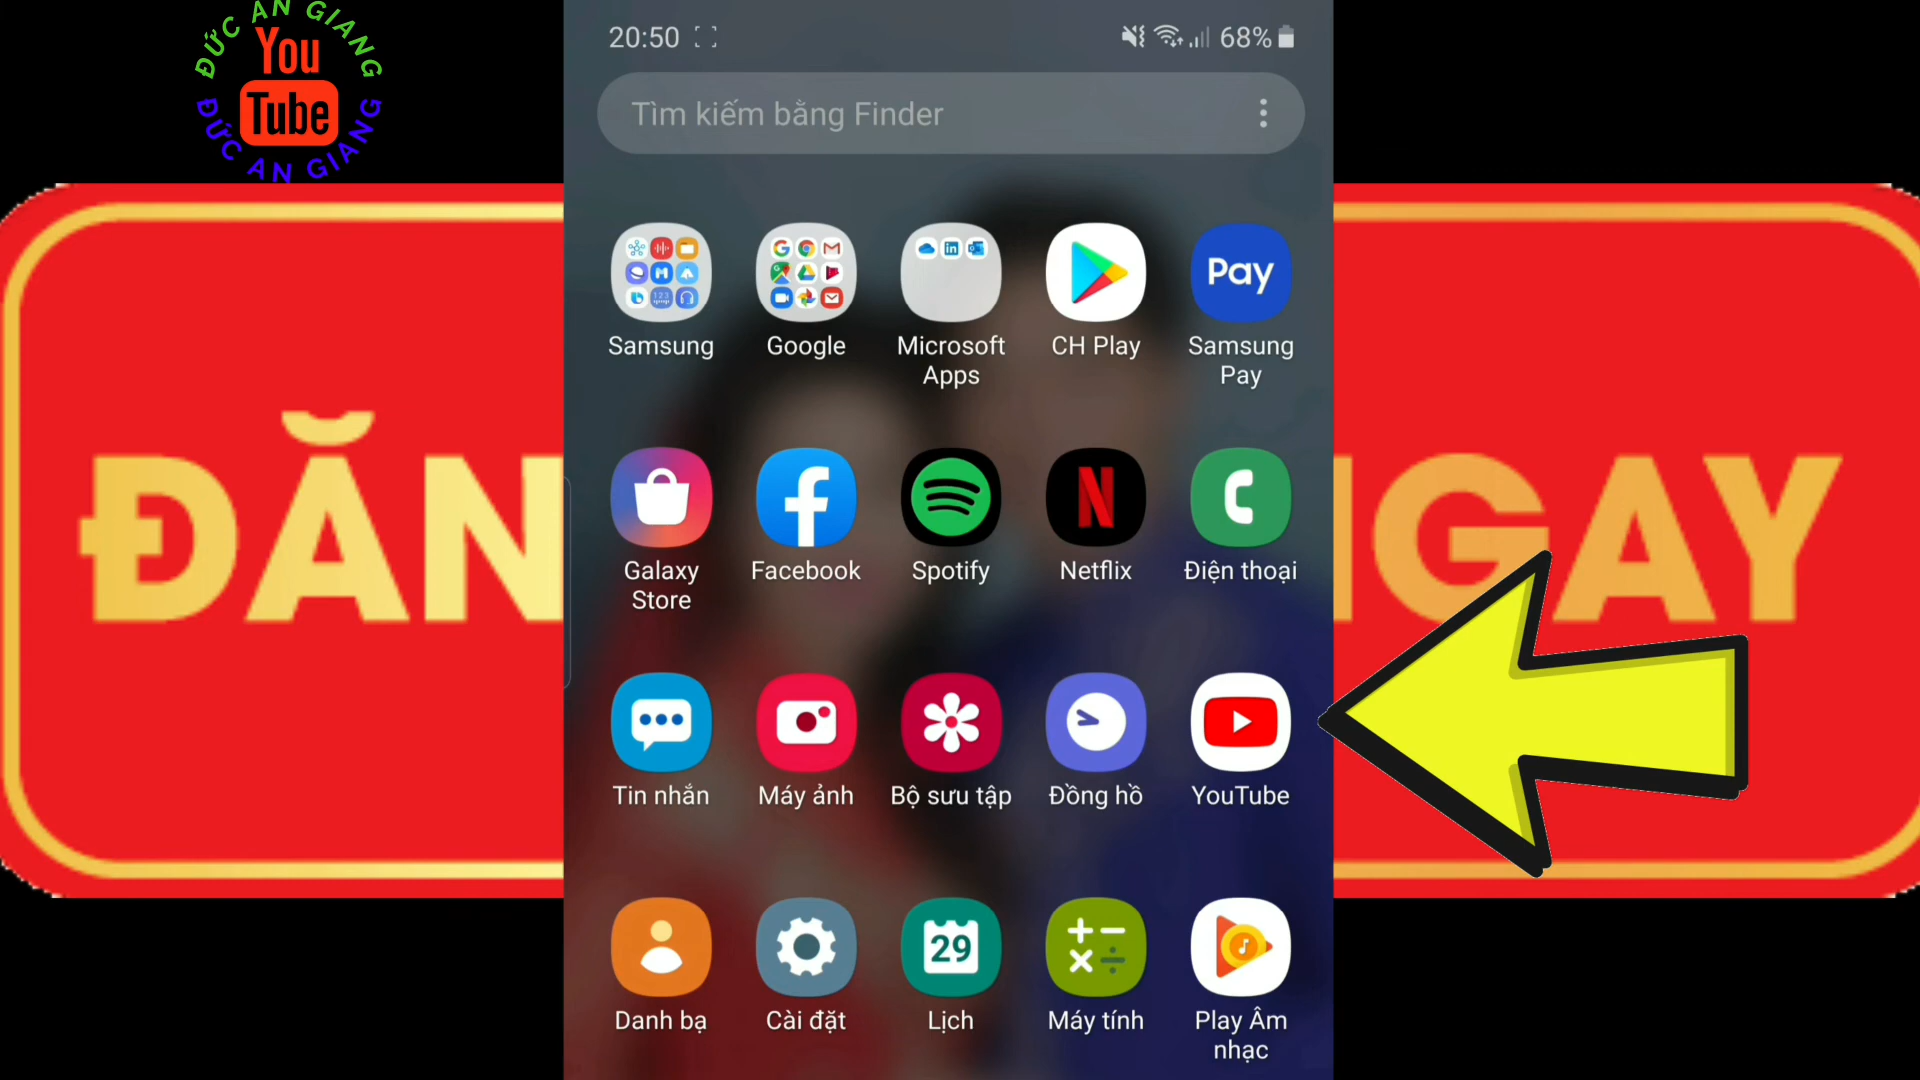 ĐỨC AN GIANG
You
Tube
ĐỨC AN GIANG
20:50
68%
Tìm kiếm bằng Finder
Samsung
Google
Microsoft
Apps
CH Play
Pay
Samsung
Pay
Galaxy
Store
Facebook
Spotify
N
Netflix
Điện thoại
ĐĂN
NGAY
Tin nhắn
Máy ảnh
Bộ sưu tập
Đồng hồ
YouTube
Danh bạ
Cài đặt
29
Lịch
Máy tính
Play Âm
nhạc